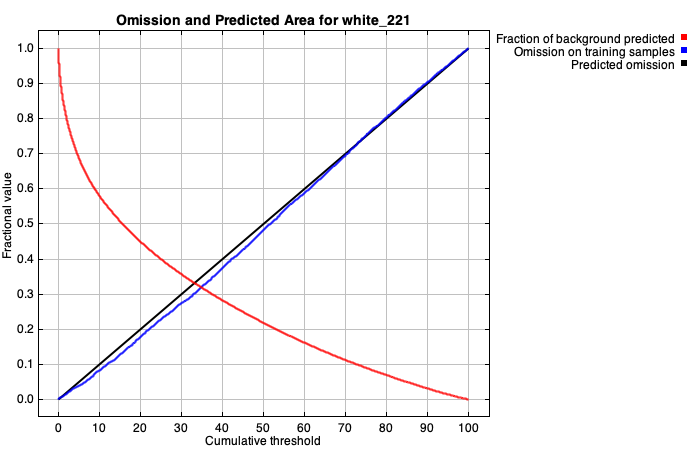 Omission and Predicted Area for white_221
Fraction of background predicted
Omission on training samples
Predicted omission
Fractional value
1.0
0.9
0.8
0.7
0.6
0.5
0.4
0.3
0.2
0.1
0.0
0 10 20 30 40 50 60 70 80 90 100
Cumulative threshold